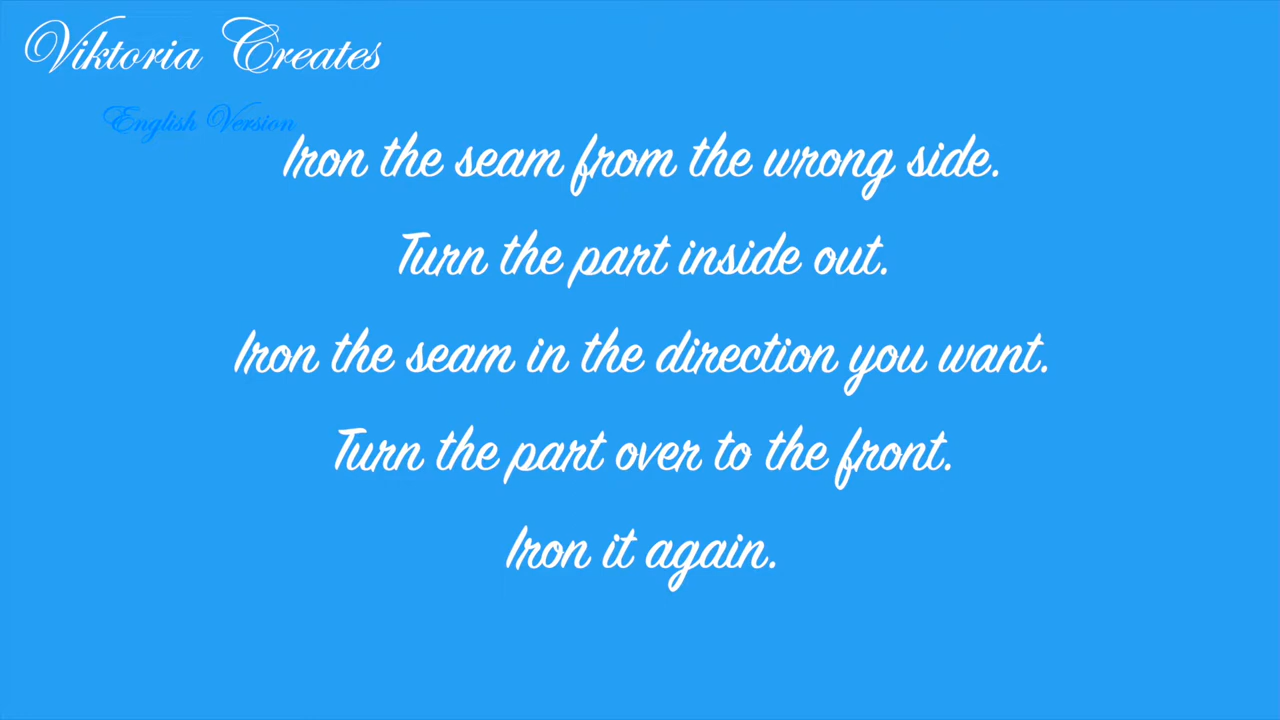 Viktoria Creates
English Version
Iron the seam from the wrong side.
Turn the part inside out.
Iron the seam in the direction you want.
Turn the part over to the front.
Iron it again.